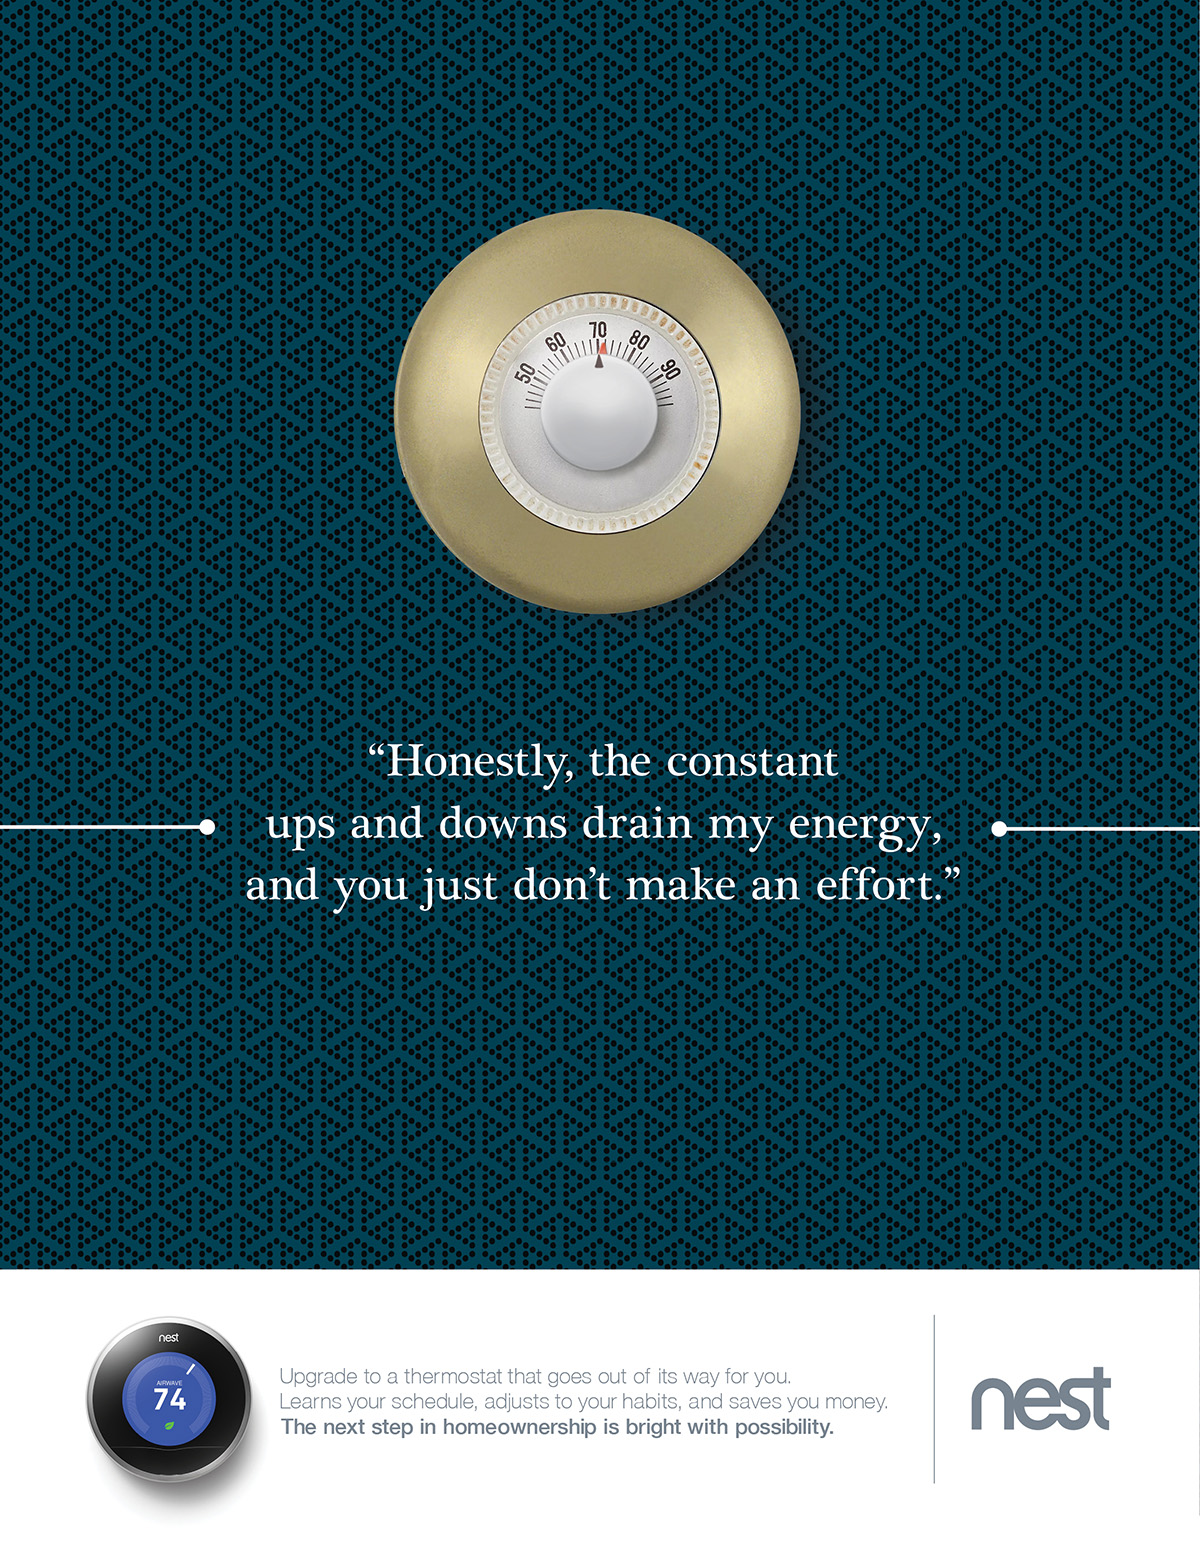 50 60 70 80 90
“Honestly, the constant
ups and downs drain my energy,
and you just don’t make an effort.”
nest
AIRWAVE
74
Upgrade to a thermostat that goes out of its way for you.
Learns your schedule, adjusts to your habits, and saves you money.
The next step in homeownership is bright with possibility.
nest